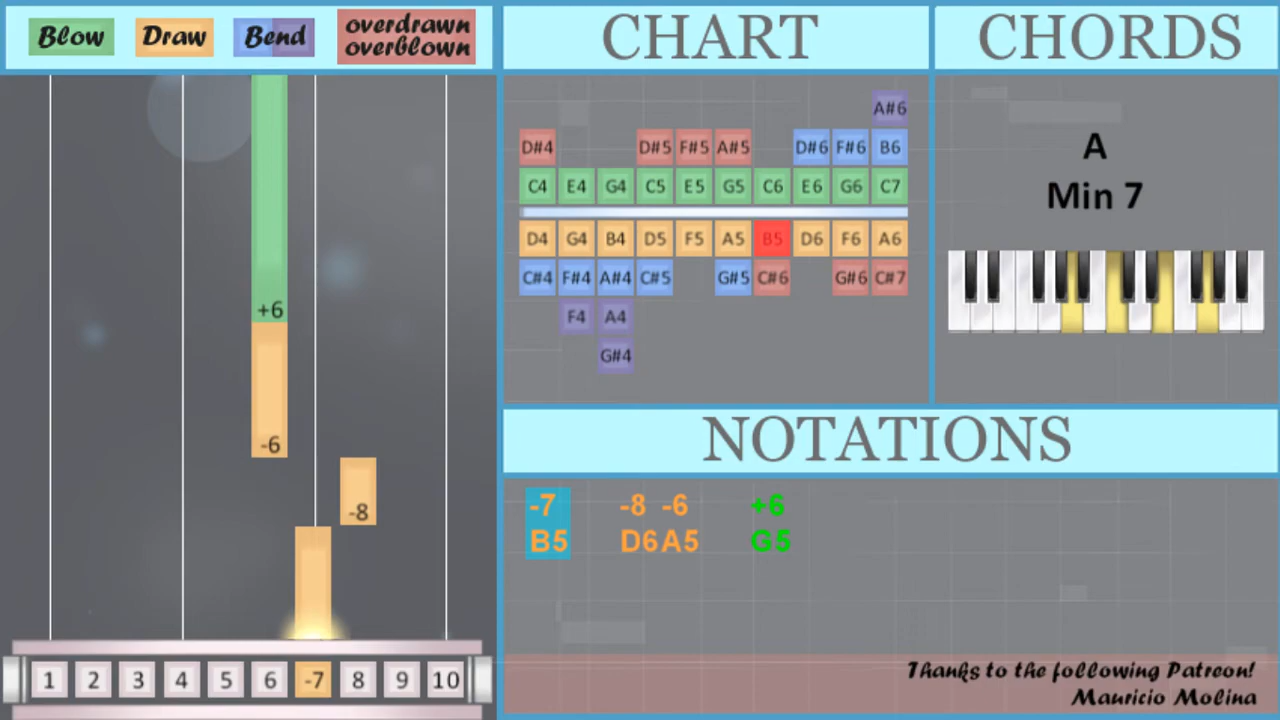 Blow Draw Bend overdrawn
overblown
CHART
CHORDS
A#6
D#4 D#5 F#5 A#5 D#6 F#6 B6
C4 E4 G4 C5 E5 G5 C6 E6 G6 C7
D4 G4 B4 D5 F5 A5 B5 D6 F6 A6
C#4 F#4 A#4 C#5 G#5 C#6 G#6 C#7
F4 A4
G#4
A
Min 7
+6
-6
-8
1 2 3 4 5 6 -7 8 9 10
NOTATIONS
-7 -8 -6 +6
B5 D6 A5 G5
Thanks to the following Patreon!
Mauricio Molina